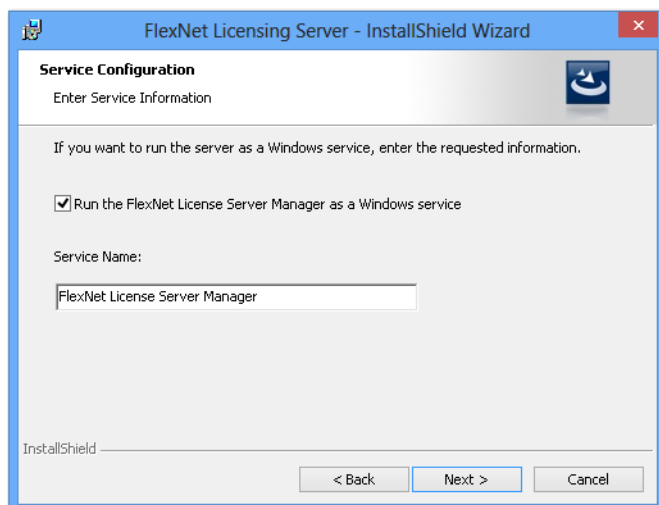 FlexNet Licensing Server - InstallShield Wizard
Service Configuration
Enter Service Information
If you want to run the server as a Windows service, enter the requested information.
Run the FlexNet License Server Manager as a Windows service
Service Name:
FlexNet License Server Manager
InstallShield
< Back
Next >
Cancel